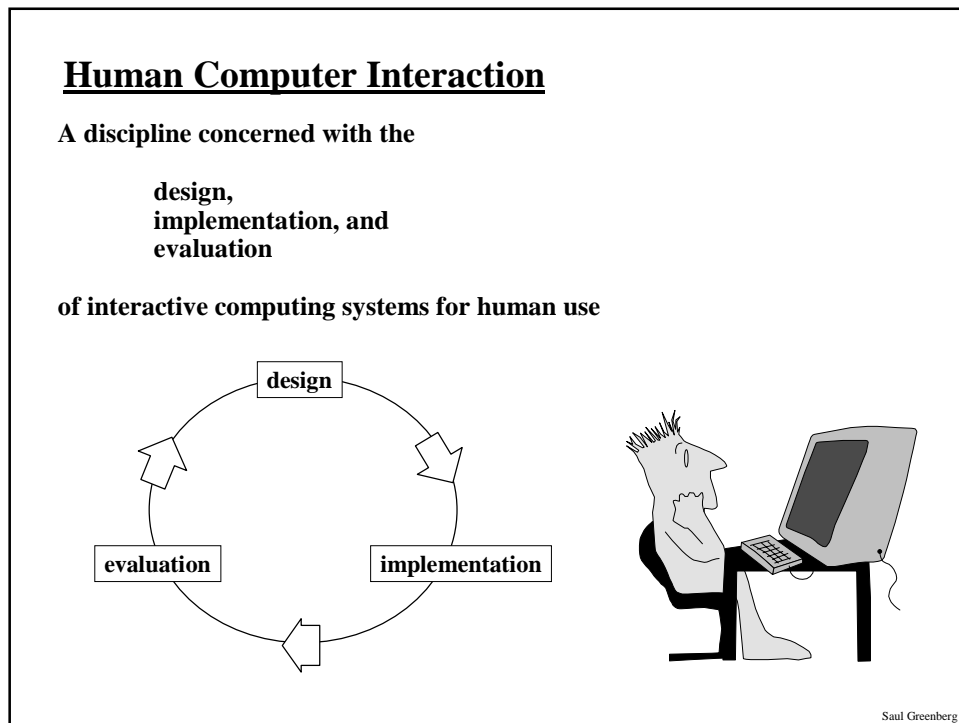 Human Computer Interaction
A discipline concerned with the
design,
implementation, and
evaluation
of interactive computing systems for human use
design
evaluation
implementation
Saul Greenberg